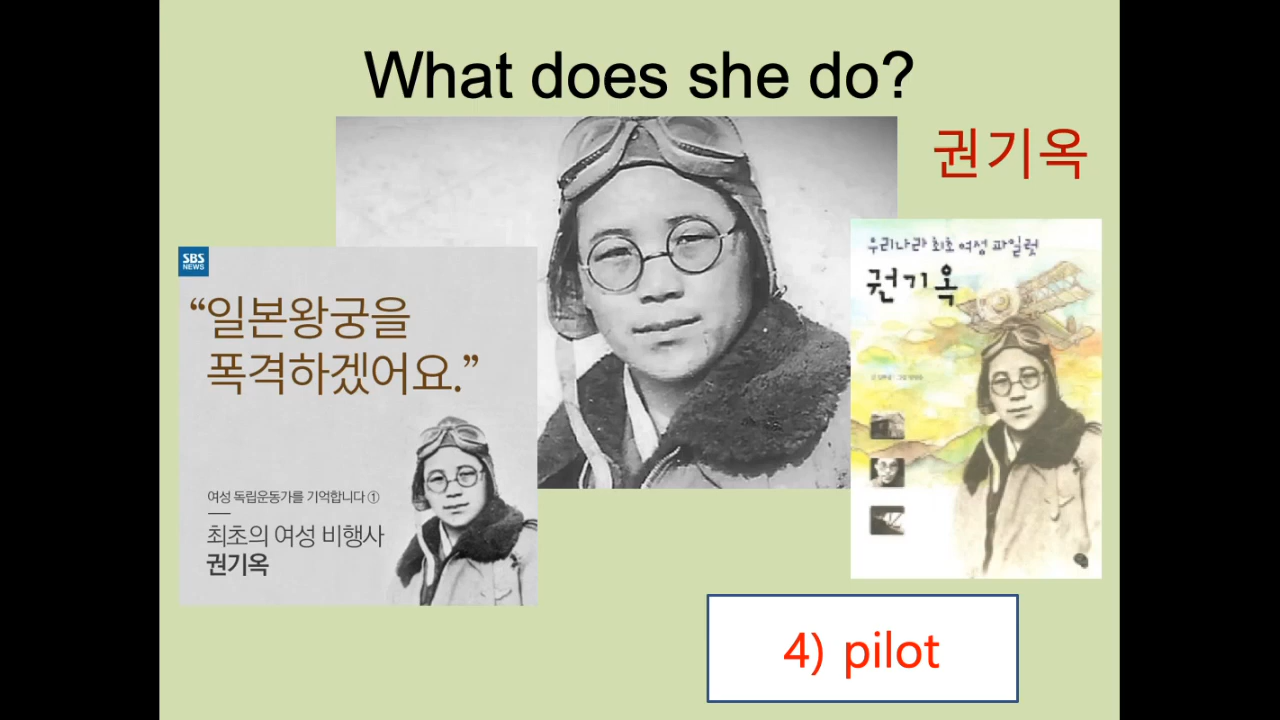 What does she do?
권기옥
SBS
NEWS
“일본왕궁을
폭격하겠어요.”
여성 독립운동가를 기억합니다 ①
최초의 여성 비행사
권기옥
우리나라 최초 여성 파일럿
권기옥
4) pilot